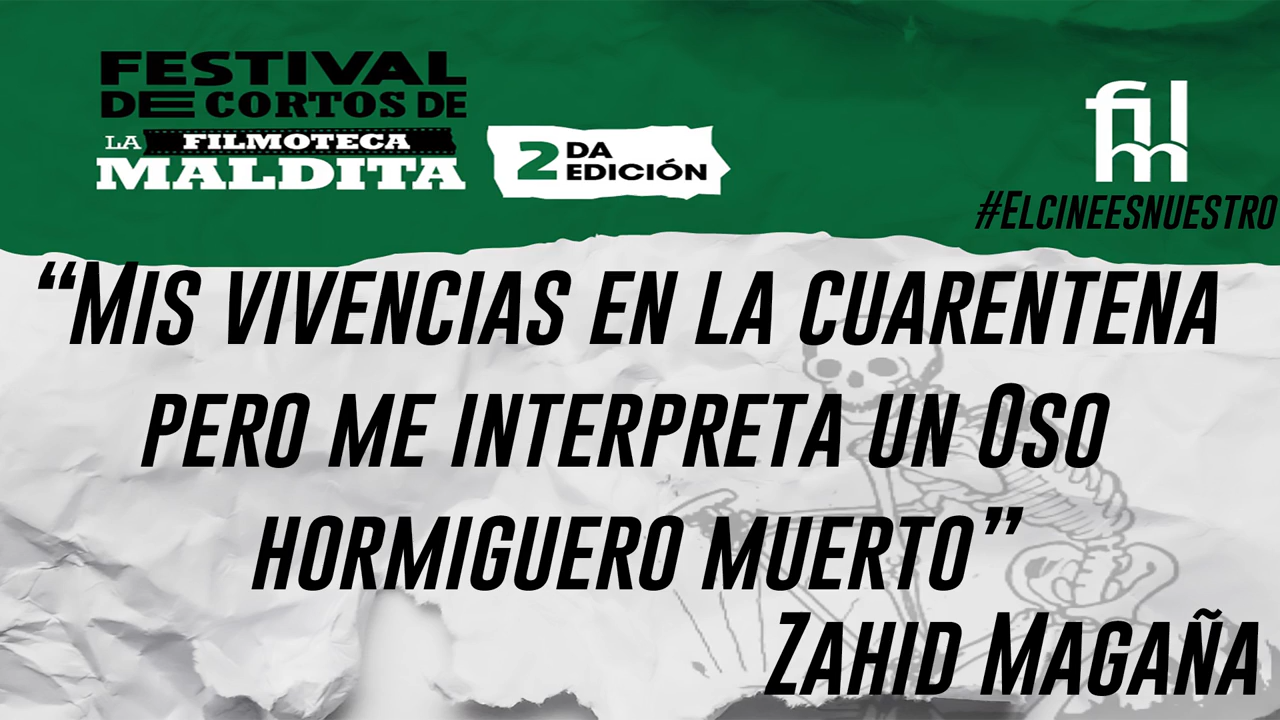 FESTIVAL
DE CORTOS DE
LA FILMOTECA
MALDITA
2DA
EDICIÓN
film
#ELCINEESNUESTRO
“MIS VIVENCIAS EN LA CUARENTENA
PERO ME INTERPRETA UN OSO
HORMIGUERO MUERTO”
ZAHID MAGAÑA